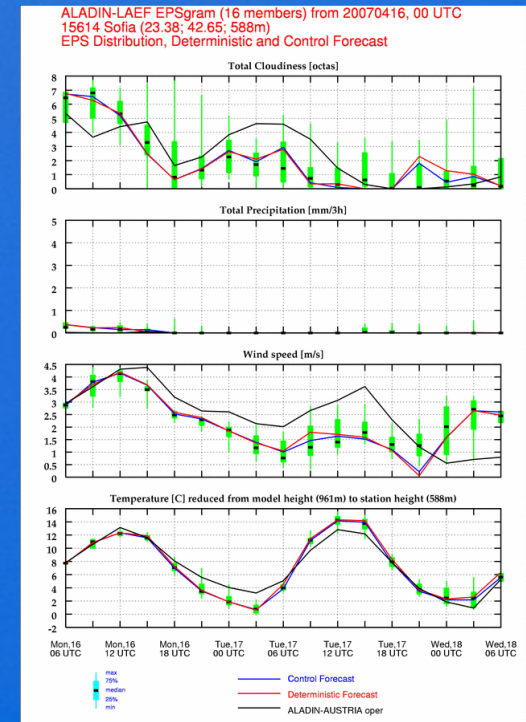 ALADIN-LAEF EPSgram (16 members) from 20070416, 00 UTC
15614 Sofia (23.38; 42.65; 588m)
EPS Distribution, Deterministic and Control Forecast
Total Cloudiness [octas]
8
7
6
5
4
3
2
1
0
Total Precipitation [mm/3h]
5
4
3
2
1
0
Wind speed [m/s]
4.5
4
3.5
3
2.5
2
1.5
1
0.5
0
Temperature [C] reduced from model height (961m) to station height (588m)
16
14
12
10
8
6
4
2
0
-2
Mon,16 Mon,16 Mon,16 Tue,17 Tue,17 Tue,17 Tue,17 Wed,18 Wed,18
06 UTC 12 UTC 18 UTC 00 UTC 06 UTC 12 UTC 18 UTC 00 UTC 06 UTC
max
75%
median
25%
min
Control Forecast
Deterministic Forecast
ALADIN-AUSTRIA oper